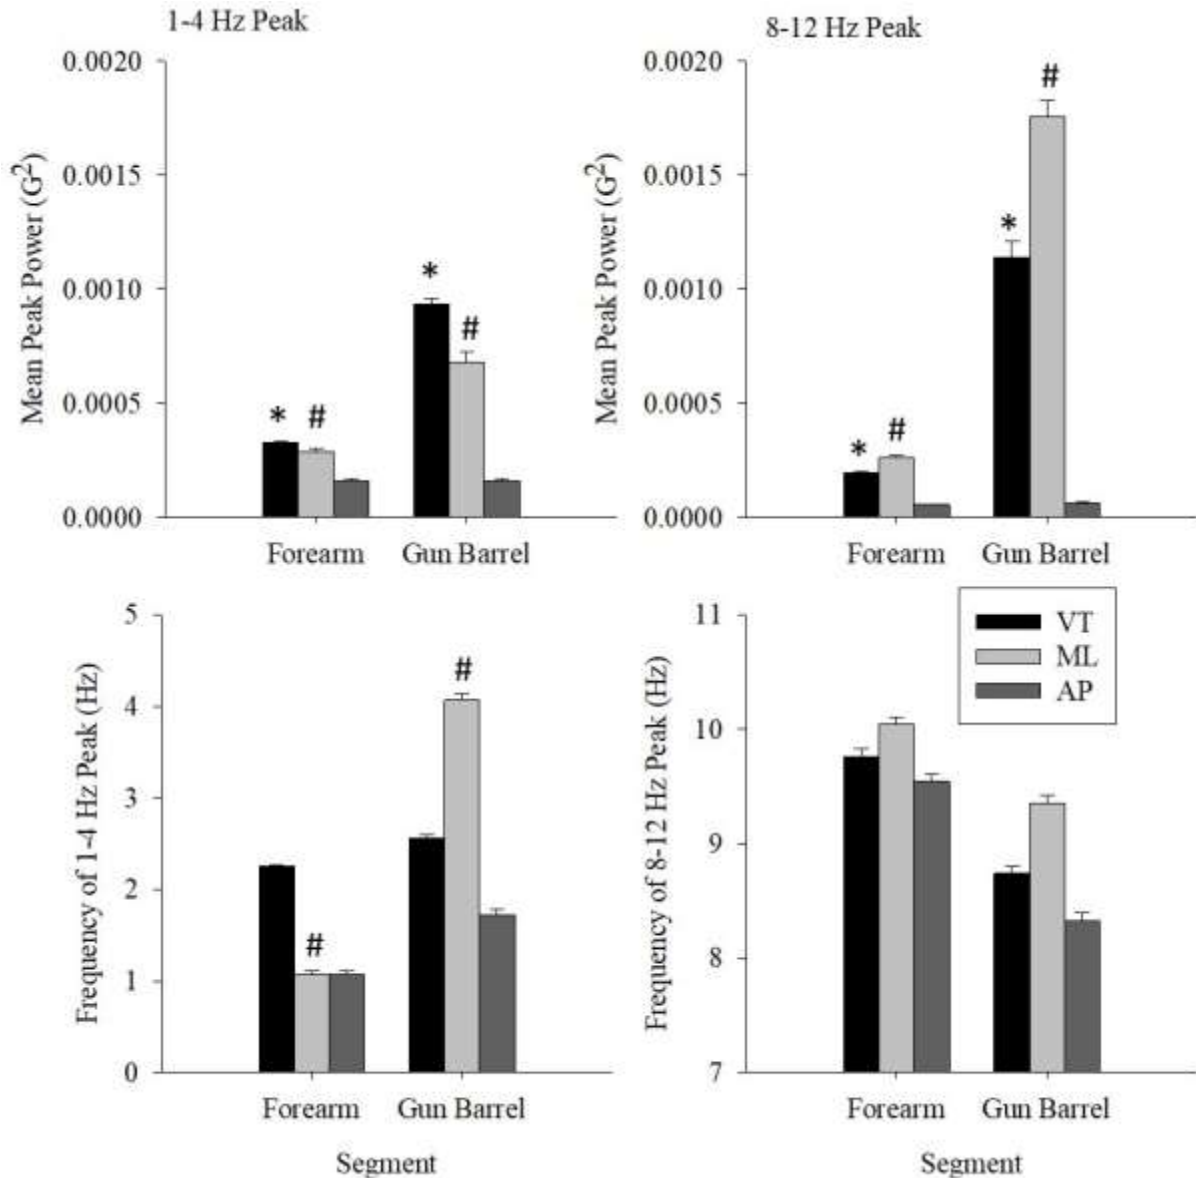 1-4 Hz Peak
Mean Peak Power (G²)
0.0020
0.0015
0.0010
0.0005
0.0000
*
#
*
#
Forearm
Gun Barrel
8-12 Hz Peak
Mean Peak Power (G²)
0.0020
0.0015
0.0010
0.0005
0.0000
*
#
*
#
Forearm
Gun Barrel
Frequency of 1-4 Hz Peak (Hz)
5
4
3
2
1
0
#
#
Forearm
Gun Barrel
Segment
Frequency of 8-12 Hz Peak (Hz)
11
10
9
8
7
VT
ML
AP
Forearm
Gun Barrel
Segment